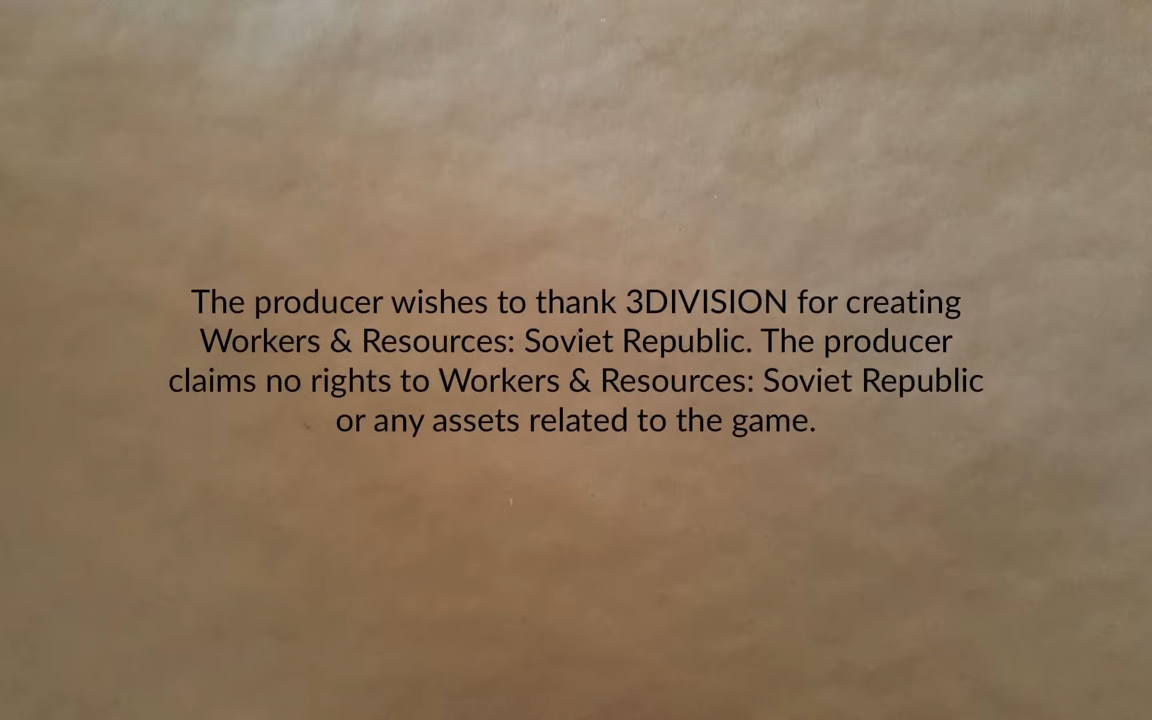 The producer wishes to thank 3DIVISION for creating
Workers & Resources: Soviet Republic. The producer
claims no rights to Workers & Resources: Soviet Republic
or any assets related to the game.